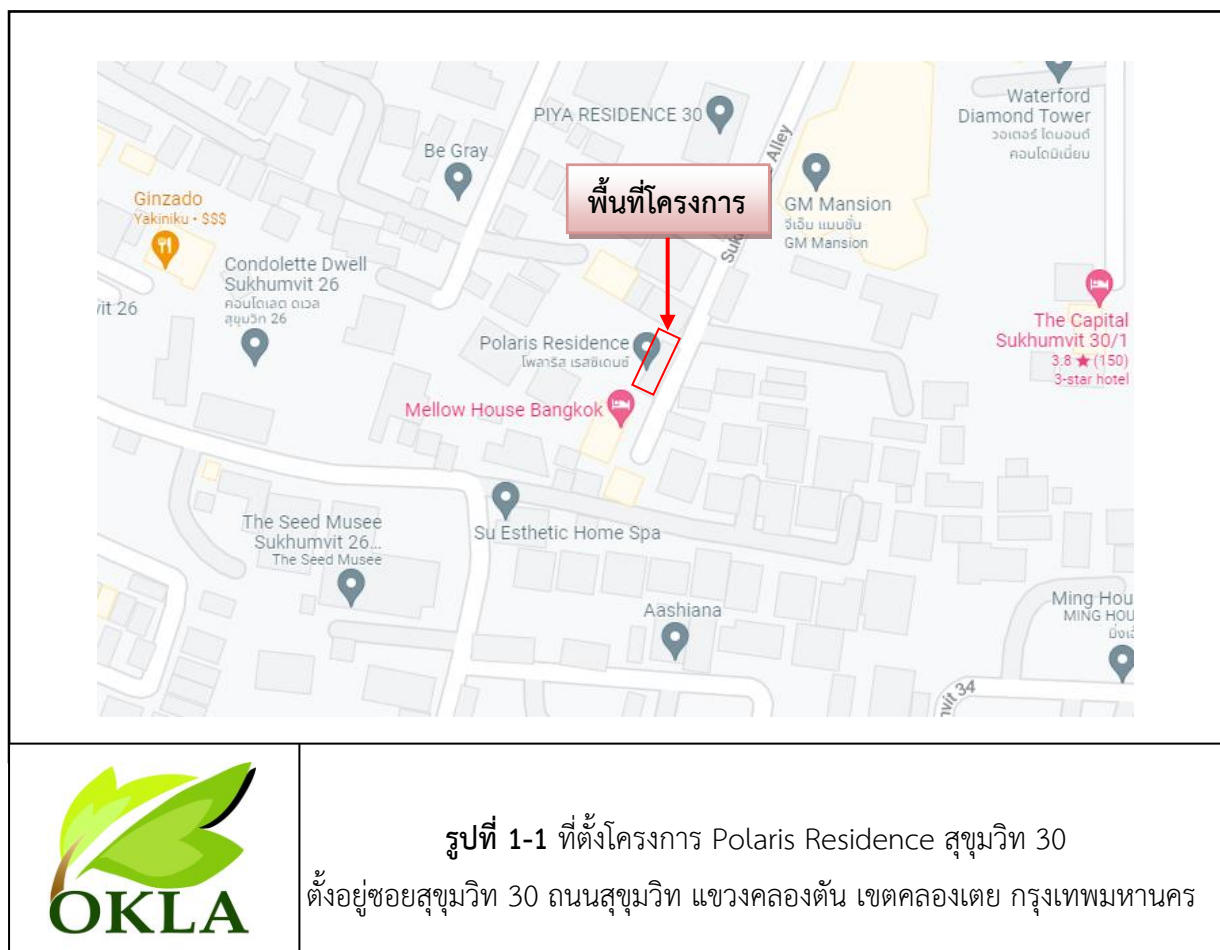 Waterford
Diamond Tower
วอเตอร์ ไดมอนด์
คอนโดมิเนี่ยม
PIYA RESIDENCE 30
Alley
Be Gray
พื้นที่โครงการ
Ginzado
Yakiniku • $$$
GM Mansion
จีเอ็ม แมนชั่น
GM Mansion
Suk
Condolette Dwell
Sukhumvit 26
คอนโดเลต ดเวล
สุขุมวิท 26
vit 26
The Capital
Sukhumvit 30/1
3.8 ★ (150)
3-star hotel
Polaris Residence
โพลาริส เรสซิเดนซ์
Mellow House Bangkok
The Seed Musee
Sukhumvit 26...
The Seed Musee
Su Esthetic Home Spa
Aashiana
Ming Hou
MING HOU
vit 34
OKLA
รูปที่ 1-1 ที่ตั้งโครงการ Polaris Residence สุขุมวิท 30
ตั้งอยู่ซอยสุขุมวิท 30 ถนนสุขุมวิท แขวงคลองตัน เขตคลองเตย กรุงเทพมหานคร